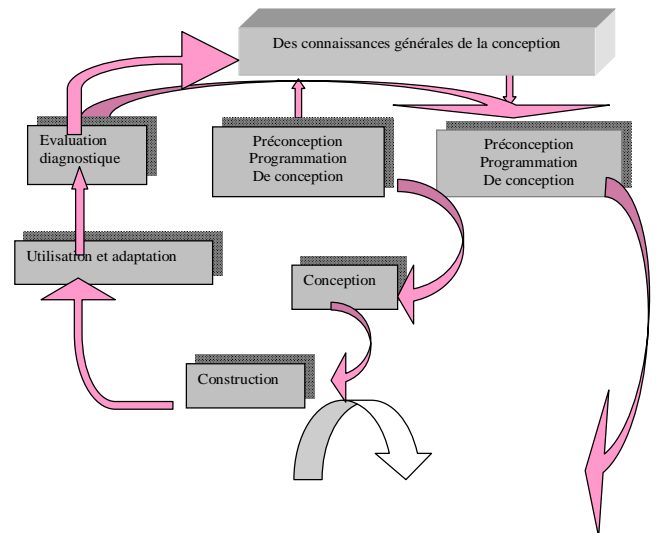 Des connaissances générales de la conception
Evaluation
diagnostique
Préconception
Programmation
De conception
Préconception
Programmation
De conception
Utilisation et adaptation
Conception
Construction